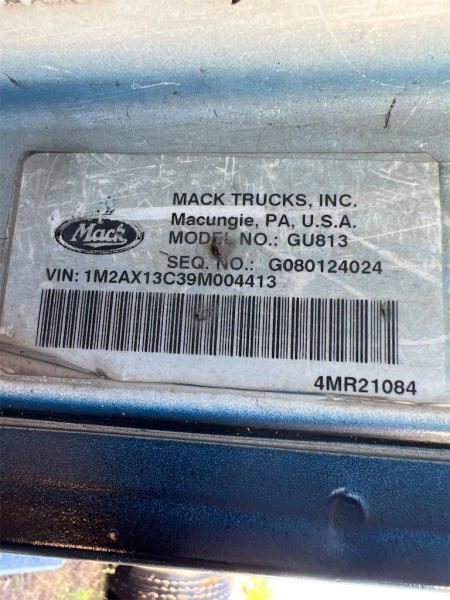 Mack
MACK TRUCKS, INC.
Macungie, PA, U.S.A.
MODEL NO.: GU813
SEQ. NO.: G080124024
VIN: 1M2AX13C39M004413
4MR21084